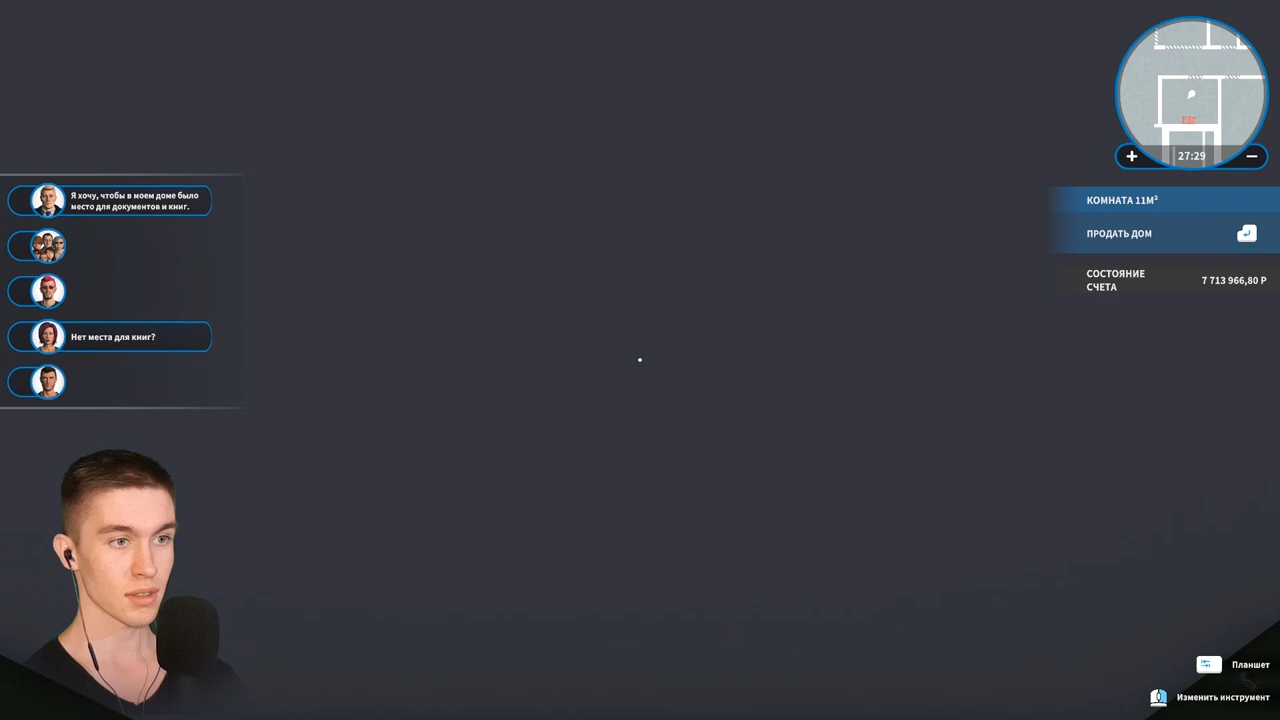 27:29
Я хочу, чтобы в моем доме было
место для документов и книг.
Нет места для книг?
КОМНАТА 11М²
ПРОДАТЬ ДОМ
СОСТОЯНИЕ
СЧЕТА
7 713 966,80 Р
Планшет
Изменить инструмент